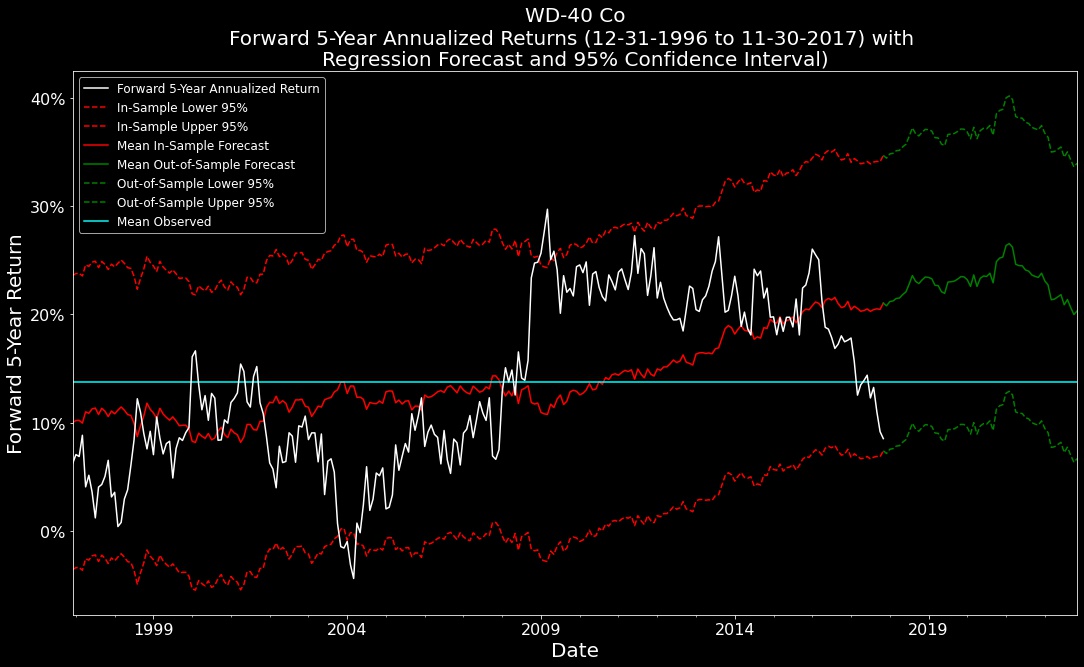 WD-40 Co
Forward 5-Year Annualized Returns (12-31-1996 to 11-30-2017) with
Regression Forecast and 95% Confidence Interval)
Forward 5-Year Annualized Return
In-Sample Lower 95%
In-Sample Upper 95%
Mean In-Sample Forecast
Mean Out-of-Sample Forecast
Out-of-Sample Lower 95%
Out-of-Sample Upper 95%
Mean Observed
Forward 5-Year Return
40%
30%
20%
10%
0%
1999 2004 2009 2014 2019
Date